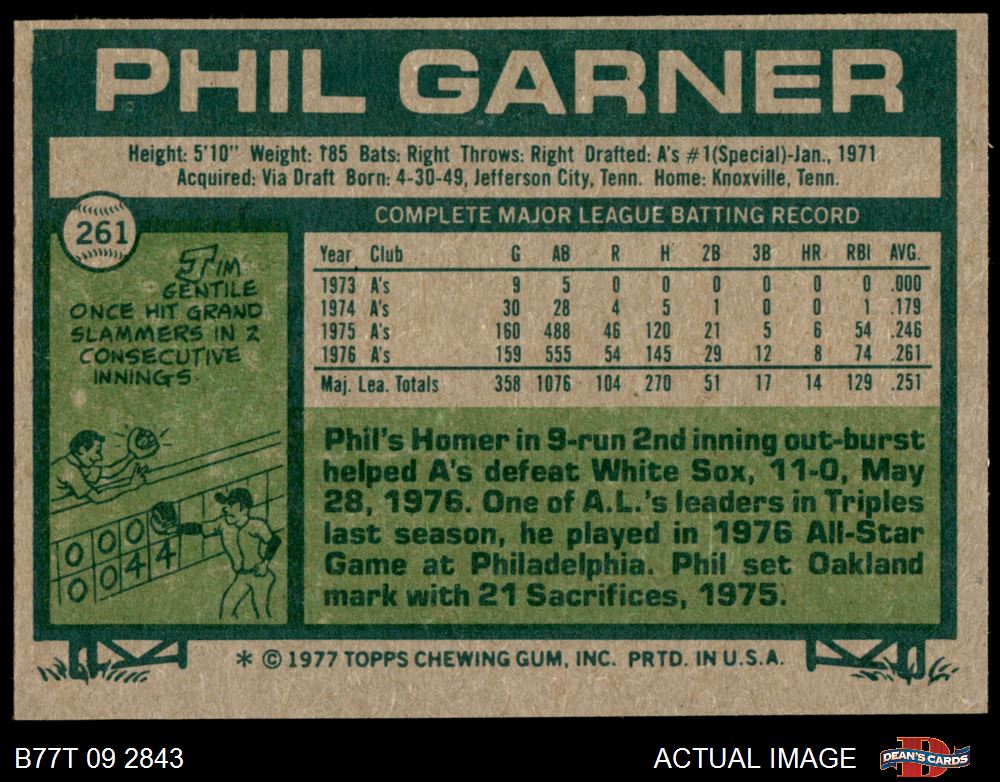 PHIL GARNER
Height: 5'10" Weight: 185 Bats: Right Throws: Right Drafted: A's #1(Special)-Jan., 1971
Acquired: Via Draft Born: 4-30-49, Jefferson City, Tenn. Home: Knoxville, Tenn.
261
JIM
GENTILE
ONCE HIT GRAND
SLAMMERS IN 2
CONSECUTIVE
INNINGS.
0 0 0
0 0 4 4
COMPLETE MAJOR LEAGUE BATTING RECORD
Year Club G AB R H 2B 3B HR RBI AVG.
1973 A's 9 5 0 0 0 0 0 0 .000
1974 A's 30 28 4 5 1 0 0 1 .179
1975 A's 160 488 46 120 21 5 6 54 .246
1976 A's 159 555 54 145 29 12 8 74 .261
Maj. Lea. Totals 358 1076 104 270 51 17 14 129 .251
Phil's Homer in 9-run 2nd inning out-burst
helped A's defeat White Sox, 11-0, May
28, 1976. One of A.L.'s leaders in Triples
last season, he played in 1976 All-Star
Game at Philadelphia. Phil set Oakland
mark with 21 Sacrifices, 1975.
* © 1977 TOPPS CHEWING GUM, INC. PRTD. IN U.S.A.
B77T 09 2843 ACTUAL IMAGE DEAN'S CARDS